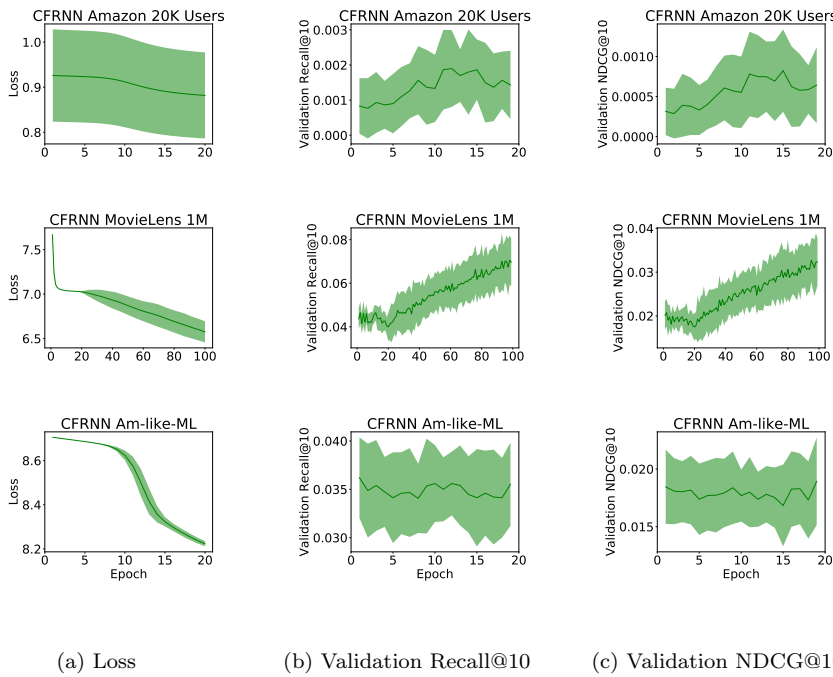 CFRNN Amazon 20K Users
1.0
0.9
0.8
Loss
0 5 10 15 20
CFRNN Amazon 20K Users
0.003
0.002
0.001
0.000
Validation Recall@10
0 5 10 15 20
CFRNN Amazon 20K Users
0.0010
0.0005
0.0000
Validation NDCG@10
0 5 10 15 20
CFRNN MovieLens 1M
7.5
7.0
6.5
Loss
0 20 40 60 80 100
CFRNN MovieLens 1M
0.08
0.06
0.04
Validation Recall@10
0 20 40 60 80 100
CFRNN MovieLens 1M
0.04
0.03
0.02
Validation NDCG@10
0 20 40 60 80 100
CFRNN Am-like-ML
8.6
8.4
8.2
Loss
0 5 10 15 20
Epoch
CFRNN Am-like-ML
0.040
0.035
0.030
Validation Recall@10
0 5 10 15 20
Epoch
CFRNN Am-like-ML
0.020
0.015
Validation NDCG@10
0 5 10 15 20
Epoch
(a) Loss
(b) Validation Recall@10
(c) Validation NDCG@1